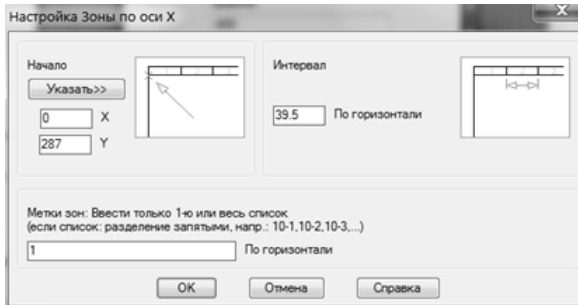 Настройка Зоны по оси X
Начало
Указать>>
0 X
287 Y
Интервал
39.5 По горизонтали
Метки зон: Ввести только 1-ю или весь список
(если список: разделение запятыми, напр.: 10-1,10-2,10-3,...)
1 По горизонтали
OK Отмена Справка